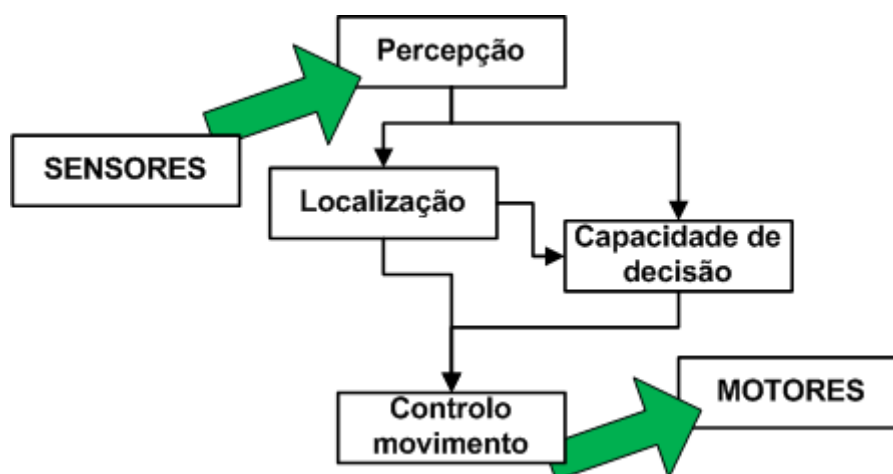 Percepção
SENSORES
Localização
Capacidade de
decisão
MOTORES
Controlo
movimento